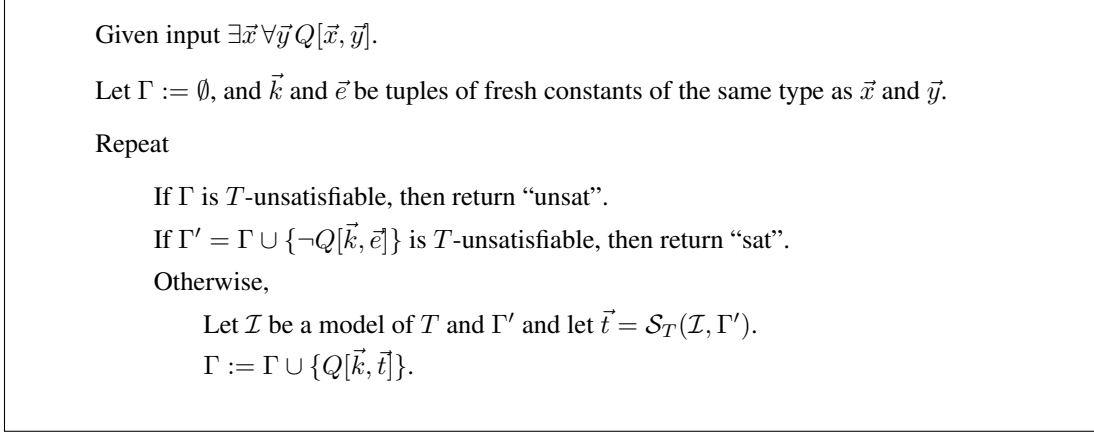 Given input ∃x⃗ ∀y⃗ Q[x⃗, y⃗].
Let Γ := ∅, and k⃗ and e⃗ be tuples of fresh constants of the same type as x⃗ and y⃗.
Repeat
If Γ is T-unsatisfiable, then return “unsat”.
If Γ′ = Γ ∪ {¬Q[k⃗, e⃗]} is T-unsatisfiable, then return “sat”.
Otherwise,
Let ℐ be a model of T and Γ′ and let t⃗ = 𝒮_T(ℐ, Γ′).
Γ := Γ ∪ {Q[k⃗, t⃗]}.